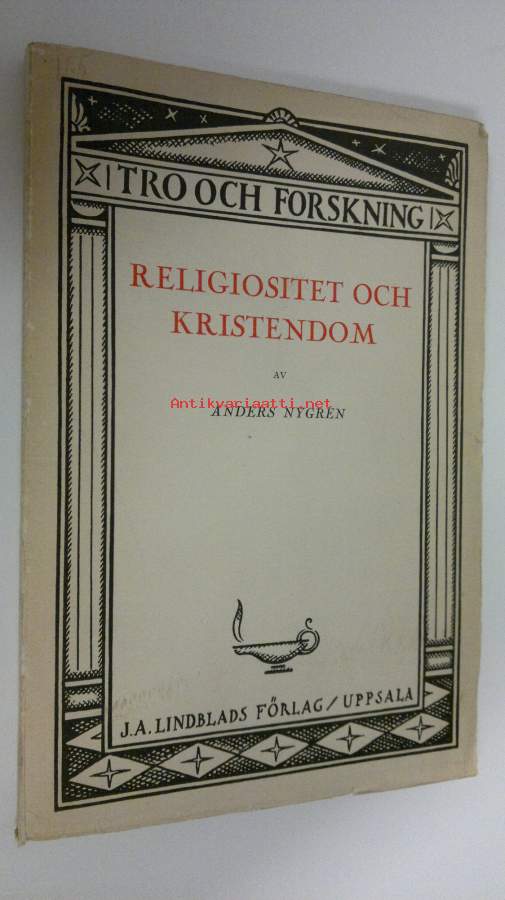 TRO OCH FORSKNING
RELIGIOSITET OCH
KRISTENDOM
AV
Antikvariaatti.net
ANDERS NYGREN
J.A. LINDBLADS FÖRLAG / UPPSALA